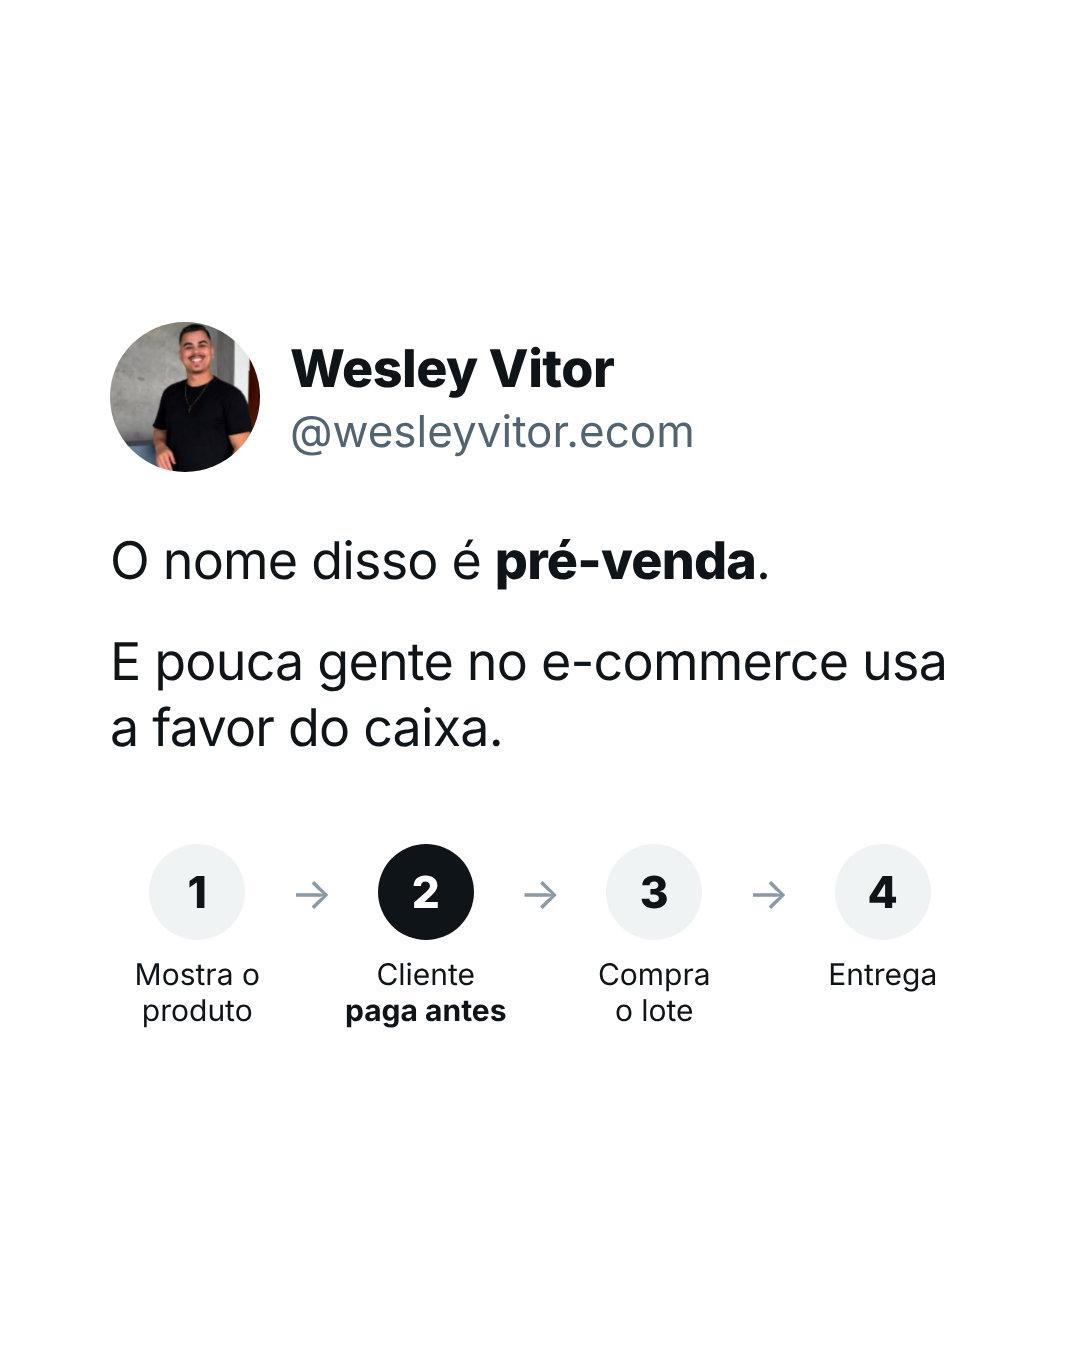 Wesley Vitor
@wesleyvitor.ecom
O nome disso é pré-venda.
E pouca gente no e-commerce usa
a favor do caixa.
1 → 2 → 3 → 4
Mostra o
produto
Cliente
paga antes
Compra
o lote
Entrega